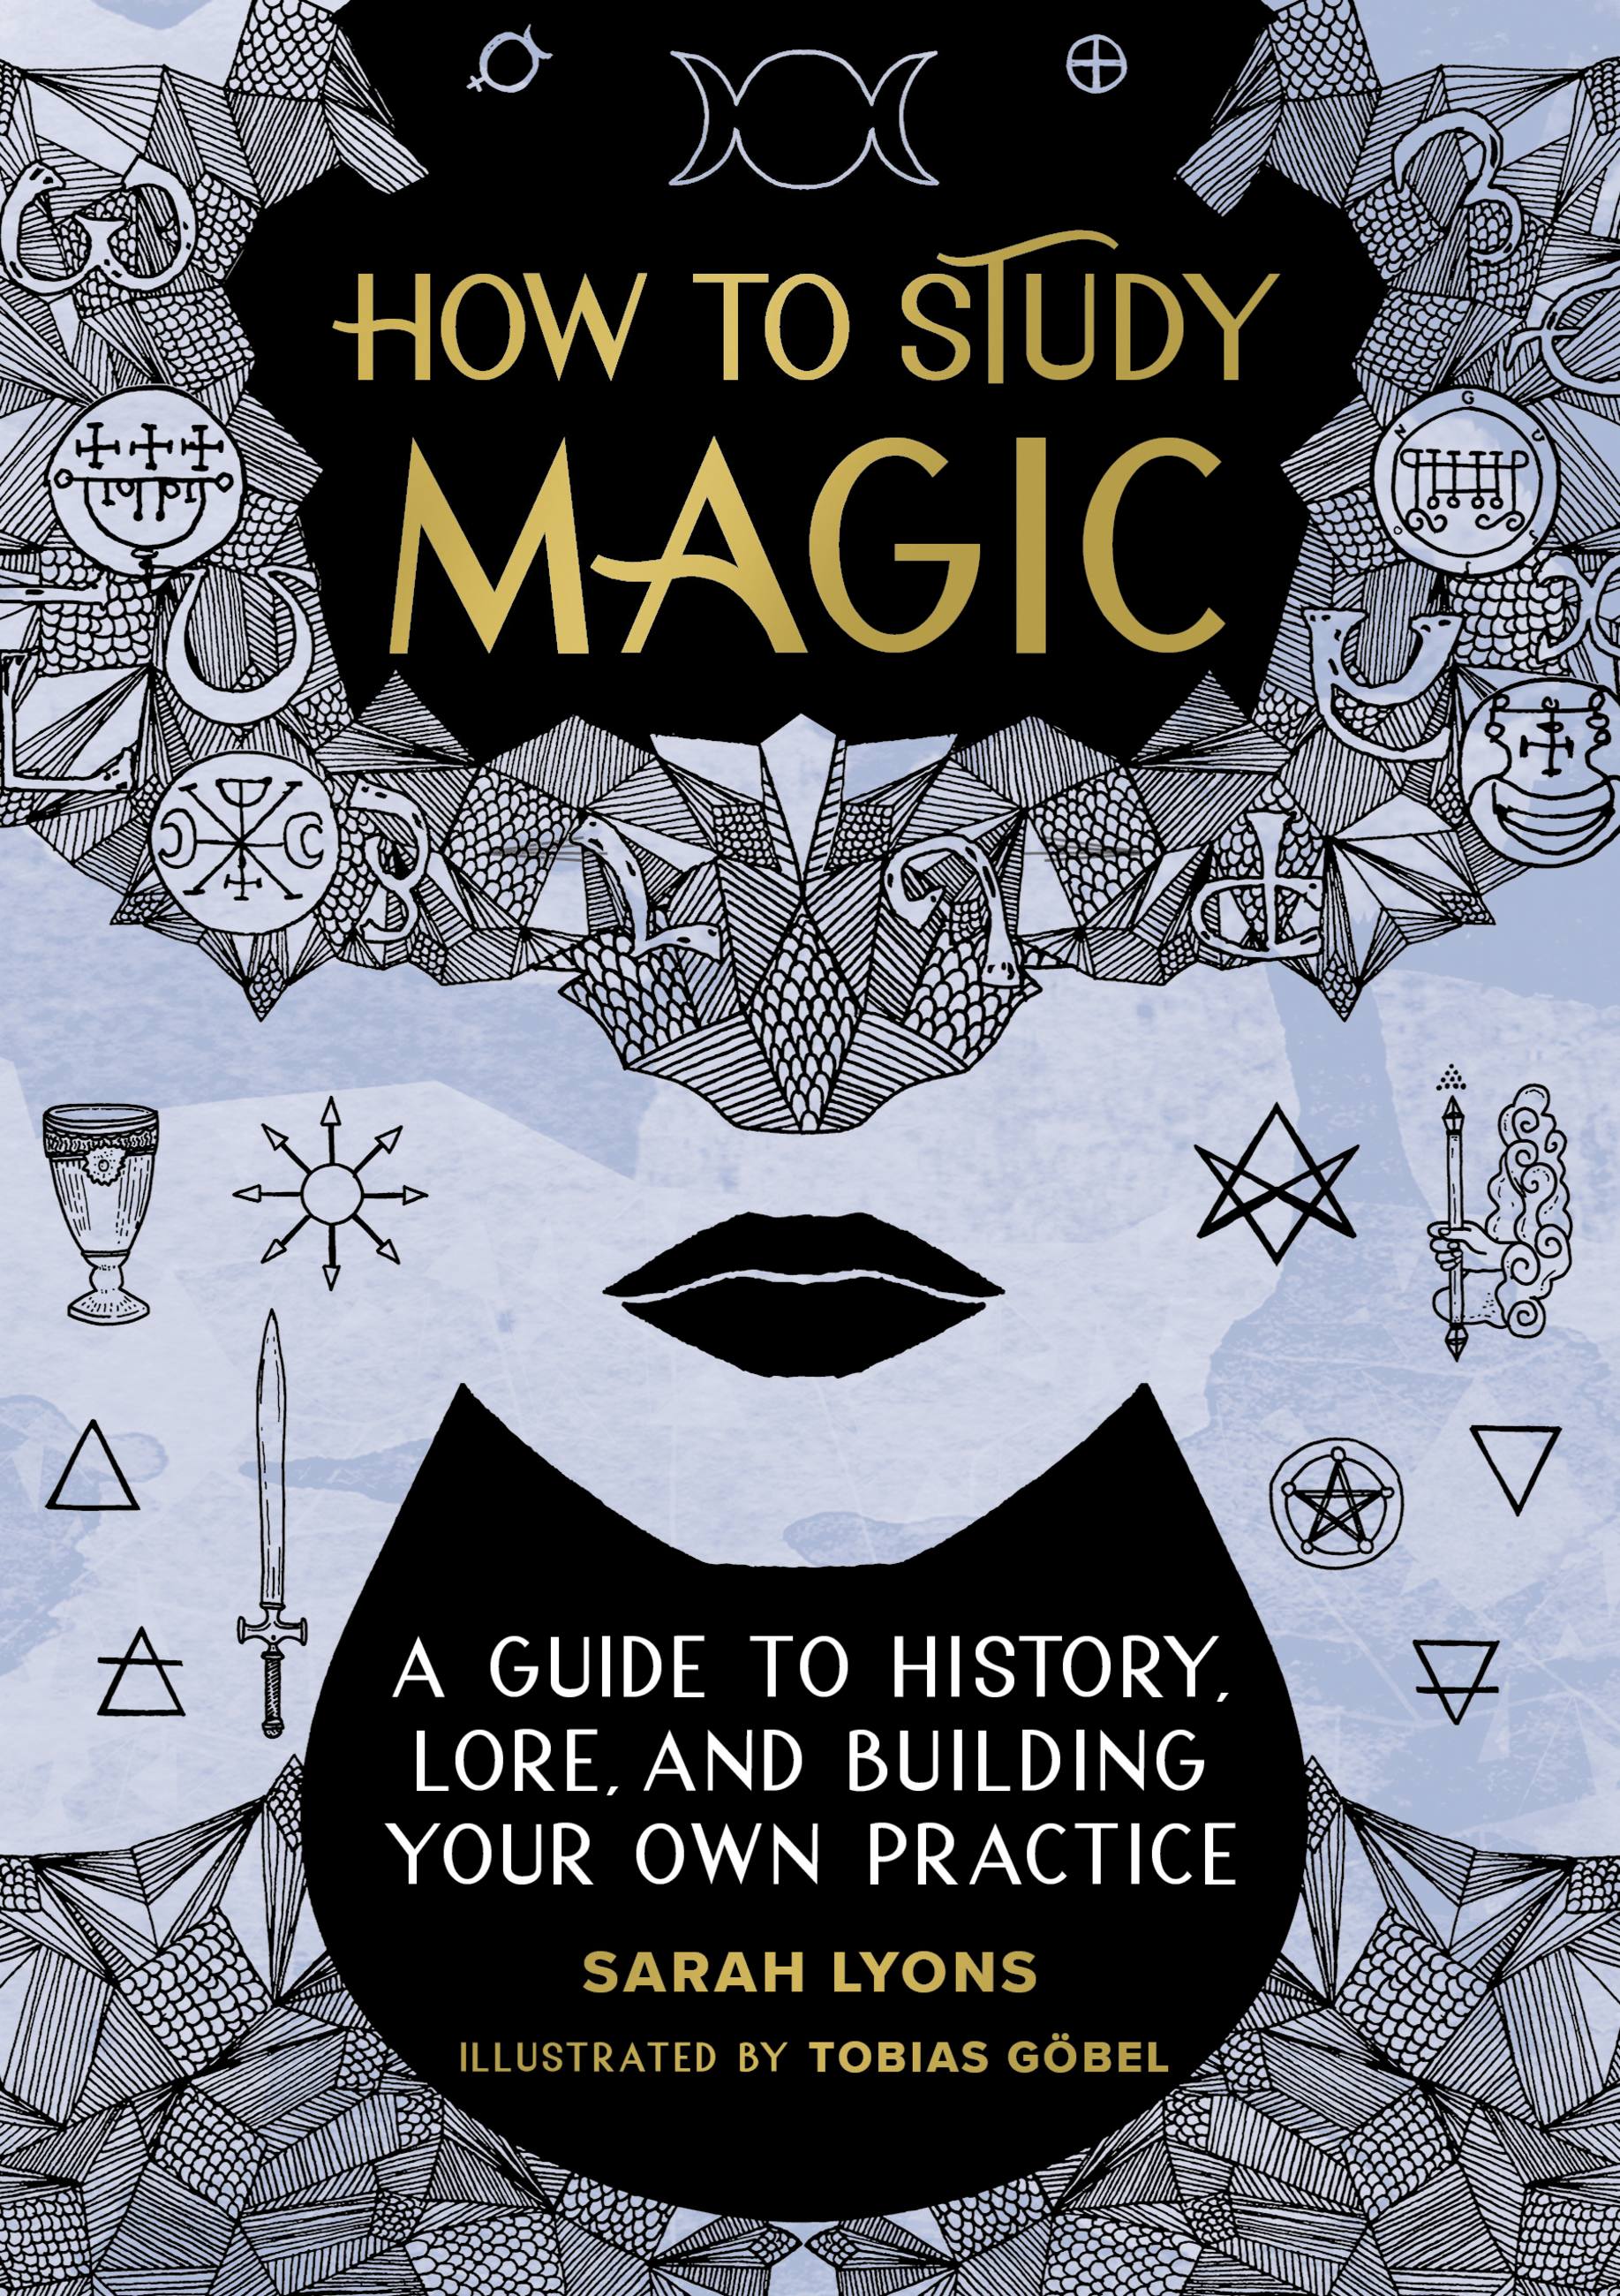 HOW TO STUDY
MAGIC
G
N U
O S
I
A GUIDE TO HISTORY,
LORE, AND BUILDING
YOUR OWN PRACTICE
SARAH LYONS
ILLUSTRATED BY TOBIAS GÖBEL